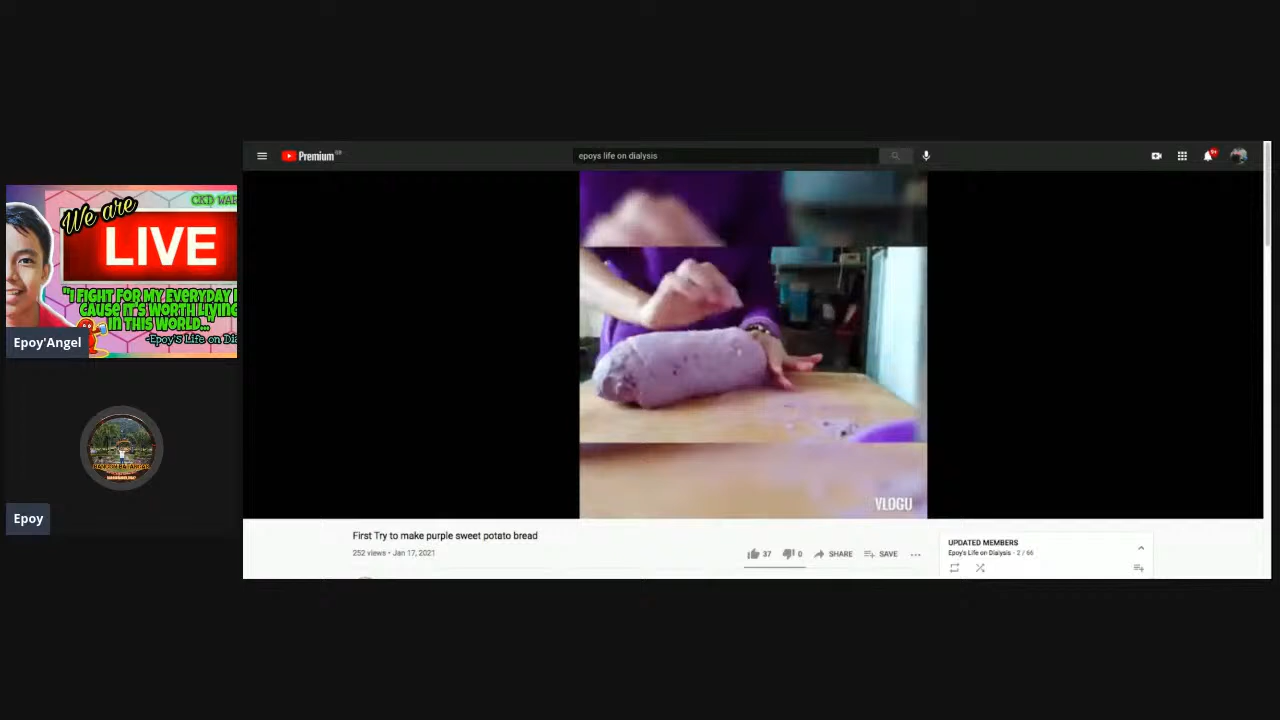 We are
CKD WAR
LIVE
"I FIGHT FOR MY EVERYDAY
CAUSE IT'S WORTH LIVING
IN THIS WORLD..."
-Epoy's Life on Dia
Epoy'Angel
Epoy
Premium
epoys life on dialysis
9+
VLOGU
First Try to make purple sweet potato bread
252 views • Jan 17, 2021
37
0
SHARE
SAVE
UPDATED MEMBERS
Epoy's Life on Dialysis - 2 / 66